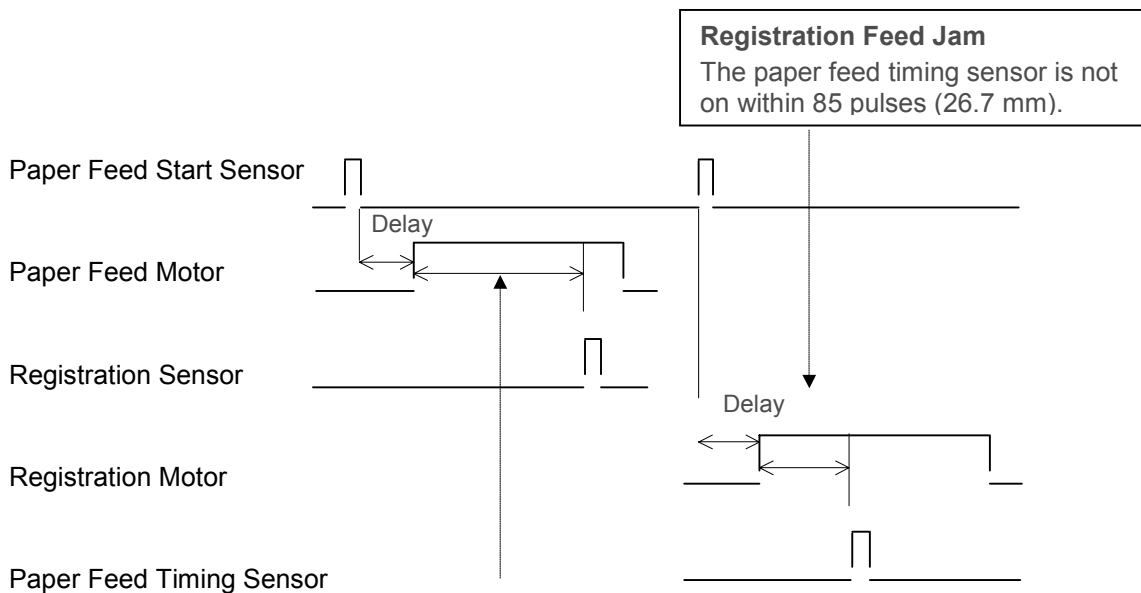 Registration Feed Jam
The paper feed timing sensor is not
on within 85 pulses (26.7 mm).
Paper Feed Start Sensor
Delay
Paper Feed Motor
Registration Sensor
Delay
Registration Motor
Paper Feed Timing Sensor